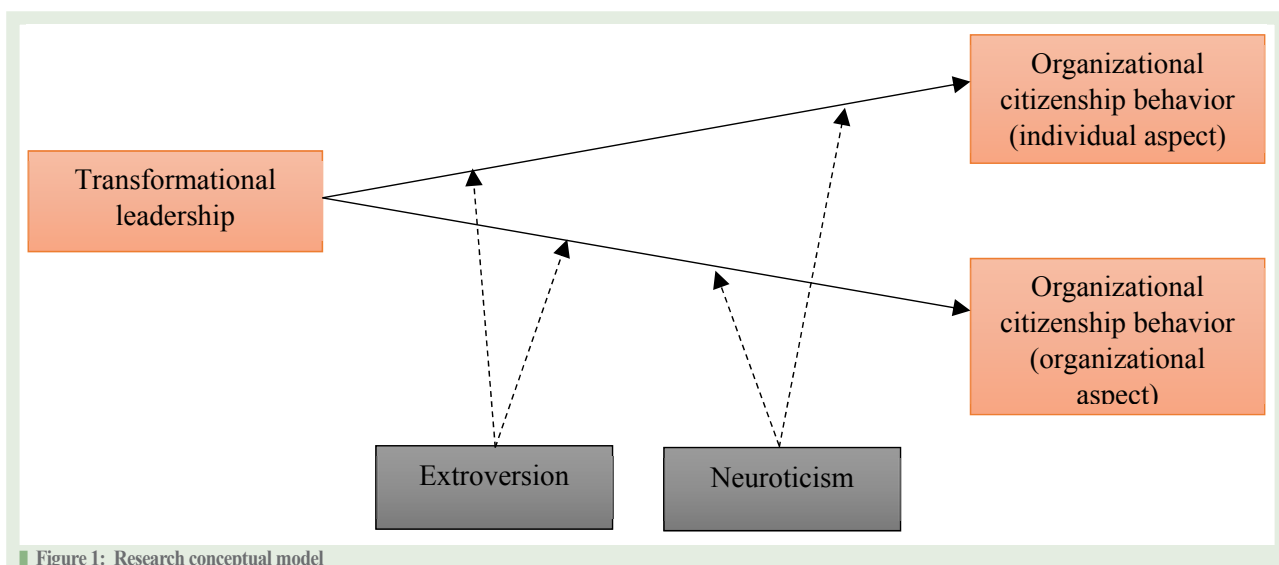 Organizational
citizenship behavior
(individual aspect)
Transformational
leadership
Organizational
citizenship behavior
(organizational
aspect)
Extroversion
Neuroticism
Figure 1: Research conceptual model